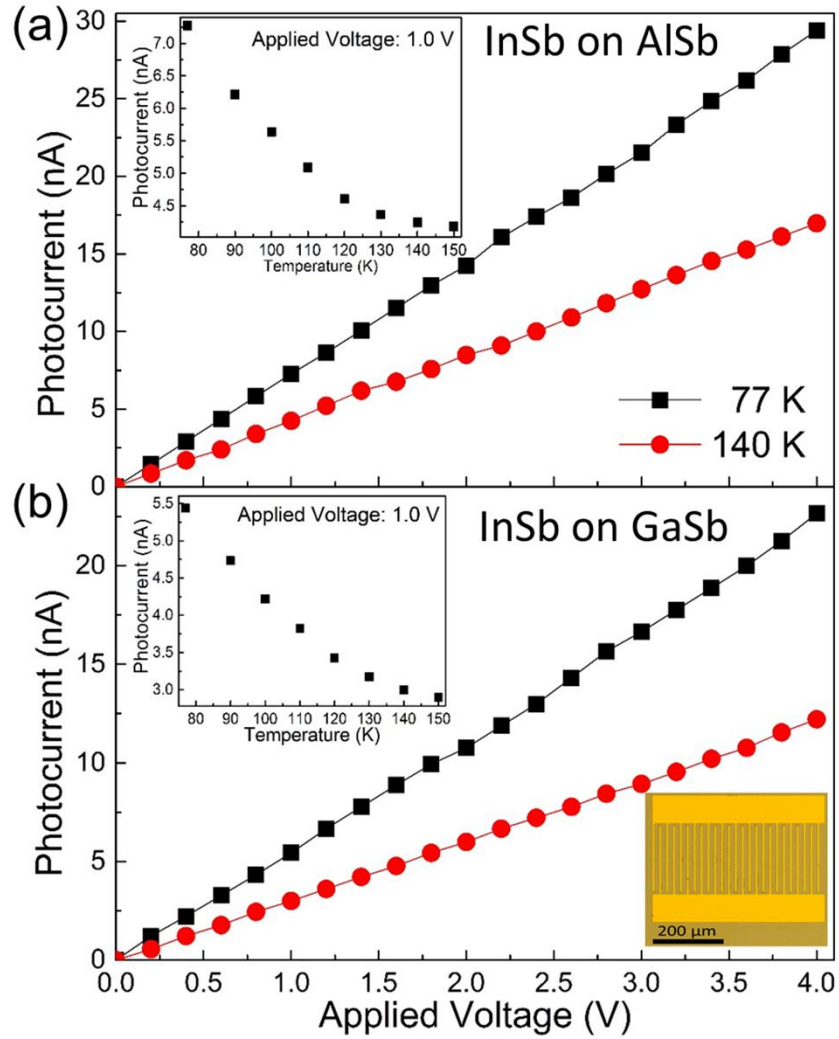 (a)
InSb on AlSb
Applied Voltage: 1.0 V
Photocurrent (nA)
7.0
6.5
6.0
5.5
5.0
4.5
80 90 100 110 120 130 140 150
Temperature (K)
Photocurrent (nA)
30
25
20
15
10
5
0
77 K
140 K
(b)
InSb on GaSb
Applied Voltage: 1.0 V
Photocurrent (nA)
5.5
5.0
4.5
4.0
3.5
3.0
80 90 100 110 120 130 140 150
Temperature (K)
Photocurrent (nA)
20
15
10
5
0
200 µm
0.0 0.5 1.0 1.5 2.0 2.5 3.0 3.5 4.0
Applied Voltage (V)